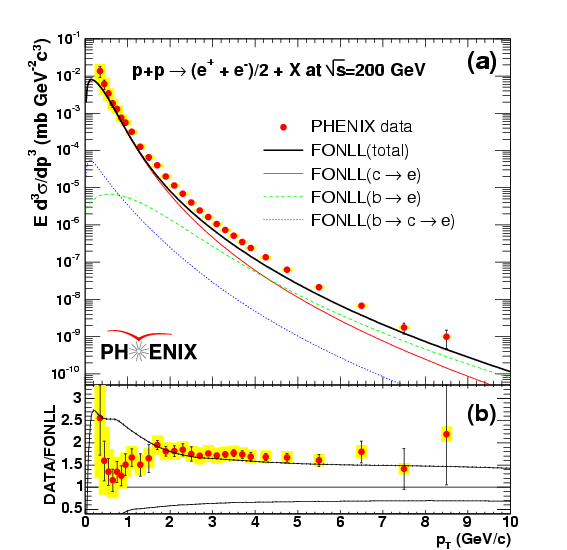 (a)
p+p → (e⁺ + e⁻)/2 + X at √s=200 GeV
E d³σ/dp³ (mb GeV⁻²c³)
10⁻¹
10⁻²
10⁻³
10⁻⁴
10⁻⁵
10⁻⁶
10⁻⁷
10⁻⁸
10⁻⁹
10⁻¹⁰
PHENIX data
FONLL(total)
FONLL(c → e)
FONLL(b → e)
FONLL(b → c → e)
PHENIX
(b)
DATA/FONLL
3
2.5
2
1.5
1
0.5
0 1 2 3 4 5 6 7 8 9 10
p_T (GeV/c)